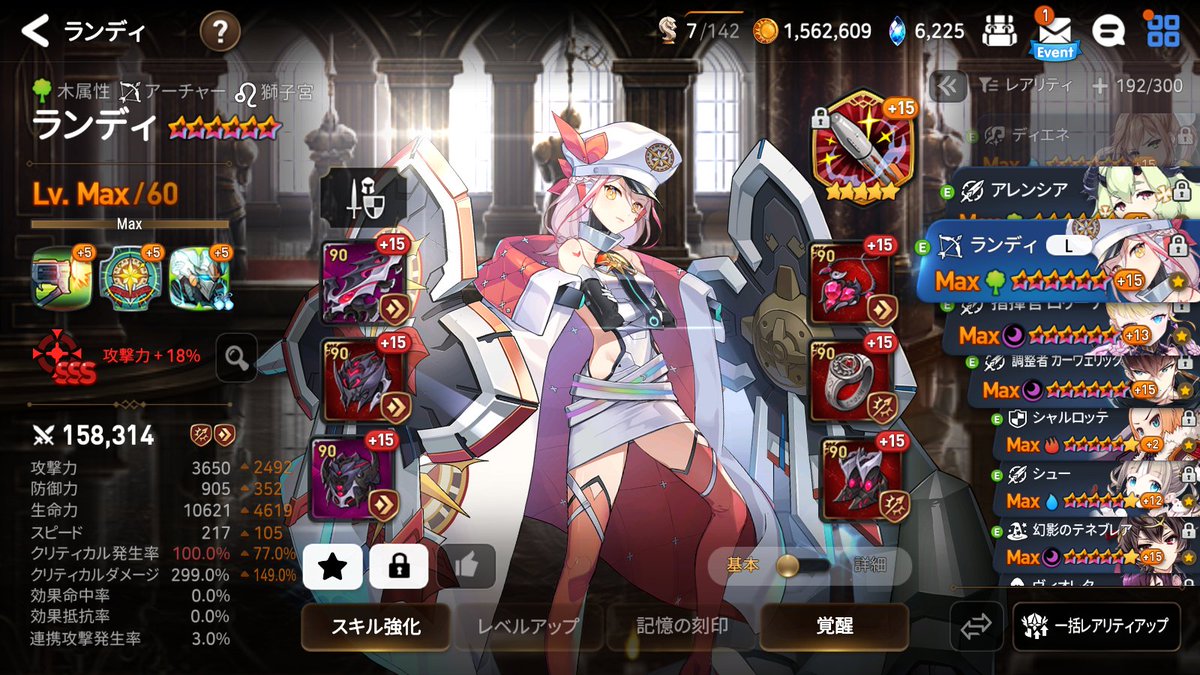 ランディ
?
7/142
1,562,609
6,225
1
Event
木属性 アーチャー 獅子宮
ランディ
Lv. Max/60
Max
+5
+5
+5
SSS
攻撃力 + 18%
158,314
攻撃力 3650 2492
防御力 905 352
生命力 10621 4619
スピード 217 105
クリティカル発生率 100.0% 77.0%
クリティカルダメージ 299.0% 149.0%
効果命中率 0.0%
効果抵抗率 0.0%
連携攻撃発生率 3.0%
90 +15
90 +15
90 +15
+15
90 +15
90 +15
90 +15
基本 詳細
スキル強化
レベルアップ
記憶の刻印
覚醒
レアリティ
192/300
ディエネ
Max +15
E アレンシア
E ランディ L
Max +15
Max +13
E 調整者 カーウェリック
Max +15
E シャルロッテ
Max +2
E シュー
Max +12
E 幻影のテネブレア
Max +15
ヴィオレタ
一括レアリティアップ